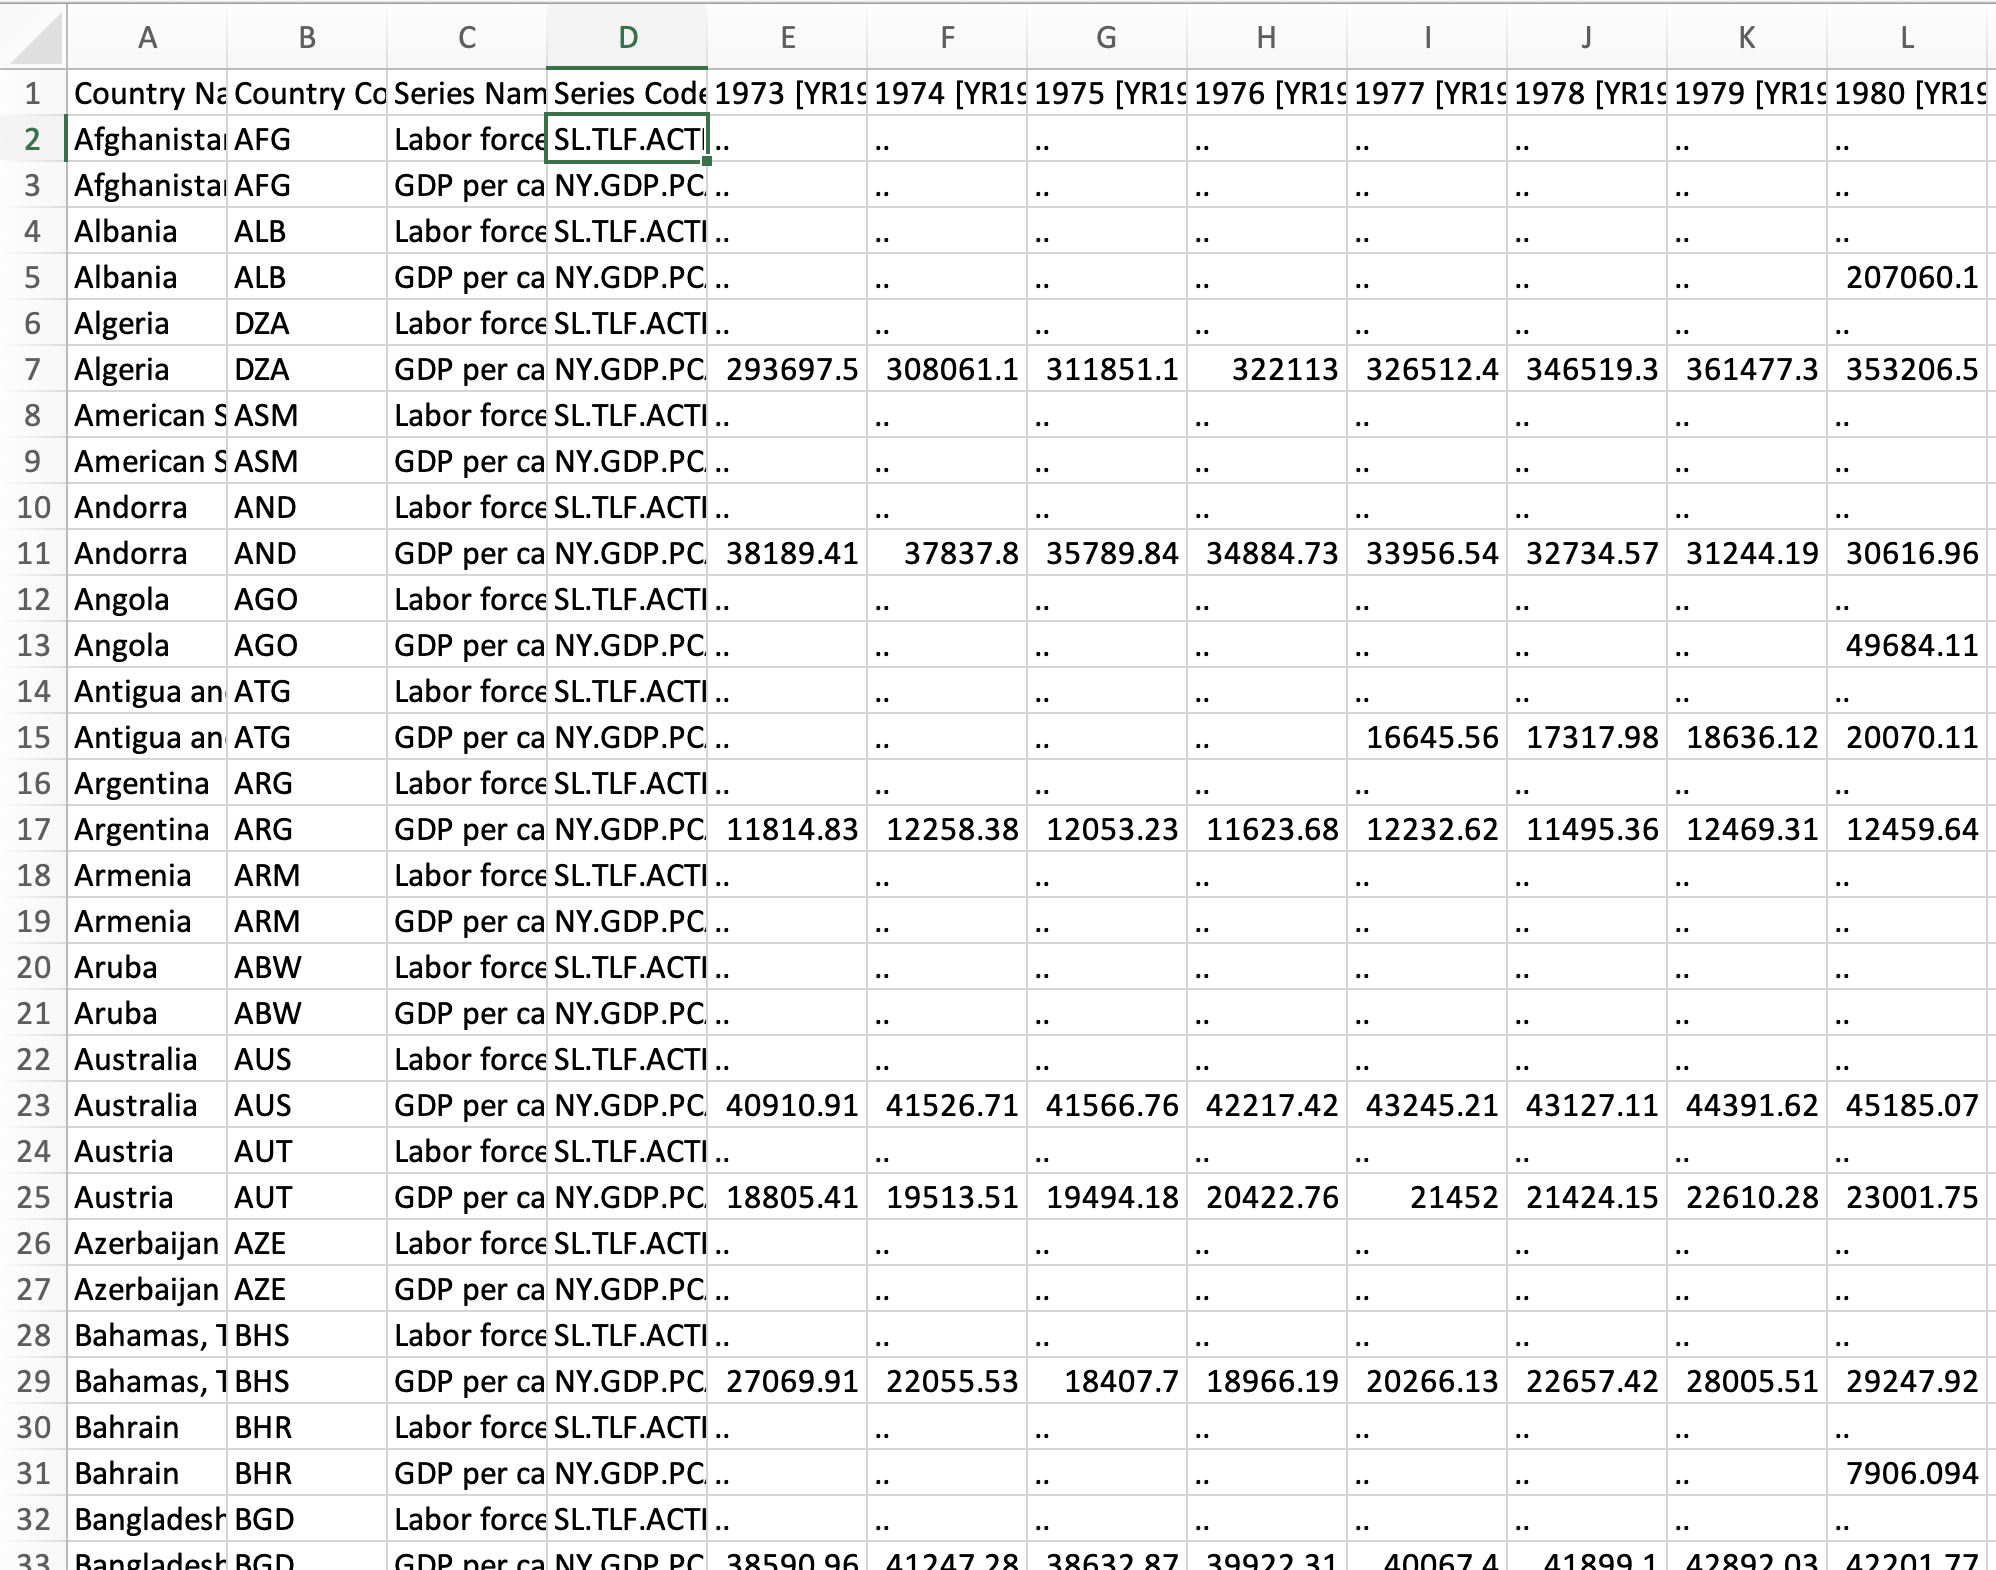 A B C D E F G H I J K L
1 Country Na Country Co Series Nam Series Code 1973 [YR19 1974 [YR19 1975 [YR19 1976 [YR19 1977 [YR19 1978 [YR19 1979 [YR19 1980 [YR19
2 Afghanistan AFG Labor force SL.TLF.ACTI .. .. .. .. .. .. .. ..
3 Afghanistan AFG GDP per ca NY.GDP.PC. .. .. .. .. .. .. .. ..
4 Albania ALB Labor force SL.TLF.ACTI .. .. .. .. .. .. .. ..
5 Albania ALB GDP per ca NY.GDP.PC. .. .. .. .. .. .. .. 207060.1
6 Algeria DZA Labor force SL.TLF.ACTI .. .. .. .. .. .. .. ..
7 Algeria DZA GDP per ca NY.GDP.PC. 293697.5 308061.1 311851.1 322113 326512.4 346519.3 361477.3 353206.5
8 American S ASM Labor force SL.TLF.ACTI .. .. .. .. .. .. .. ..
9 American S ASM GDP per ca NY.GDP.PC. .. .. .. .. .. .. .. ..
10 Andorra AND Labor force SL.TLF.ACTI .. .. .. .. .. .. .. ..
11 Andorra AND GDP per ca NY.GDP.PC. 38189.41 37837.8 35789.84 34884.73 33956.54 32734.57 31244.19 30616.96
12 Angola AGO Labor force SL.TLF.ACTI .. .. .. .. .. .. .. ..
13 Angola AGO GDP per ca NY.GDP.PC. .. .. .. .. .. .. .. 49684.11
14 Antigua an ATG Labor force SL.TLF.ACTI .. .. .. .. .. .. .. ..
15 Antigua an ATG GDP per ca NY.GDP.PC. .. .. .. .. 16645.56 17317.98 18636.12 20070.11
16 Argentina ARG Labor force SL.TLF.ACTI .. .. .. .. .. .. .. ..
17 Argentina ARG GDP per ca NY.GDP.PC. 11814.83 12258.38 12053.23 11623.68 12232.62 11495.36 12469.31 12459.64
18 Armenia ARM Labor force SL.TLF.ACTI .. .. .. .. .. .. .. ..
19 Armenia ARM GDP per ca NY.GDP.PC. .. .. .. .. .. .. .. ..
20 Aruba ABW Labor force SL.TLF.ACTI .. .. .. .. .. .. .. ..
21 Aruba ABW GDP per ca NY.GDP.PC. .. .. .. .. .. .. .. ..
22 Australia AUS Labor force SL.TLF.ACTI .. .. .. .. .. .. .. ..
23 Australia AUS GDP per ca NY.GDP.PC. 40910.91 41526.71 41566.76 42217.42 43245.21 43127.11 44391.62 45185.07
24 Austria AUT Labor force SL.TLF.ACTI .. .. .. .. .. .. .. ..
25 Austria AUT GDP per ca NY.GDP.PC. 18805.41 19513.51 19494.18 20422.76 21452 21424.15 22610.28 23001.75
26 Azerbaijan AZE Labor force SL.TLF.ACTI .. .. .. .. .. .. .. ..
27 Azerbaijan AZE GDP per ca NY.GDP.PC. .. .. .. .. .. .. .. ..
28 Bahamas, T BHS Labor force SL.TLF.ACTI .. .. .. .. .. .. .. ..
29 Bahamas, T BHS GDP per ca NY.GDP.PC. 27069.91 22055.53 18407.7 18966.19 20266.13 22657.42 28005.51 29247.92
30 Bahrain BHR Labor force SL.TLF.ACTI .. .. .. .. .. .. .. ..
31 Bahrain BHR GDP per ca NY.GDP.PC. .. .. .. .. .. .. .. 7906.094
32 Bangladesh BGD Labor force SL.TLF.ACTI .. .. .. .. .. .. .. ..
33 Bangladesh BGD GDP per ca NY.GDP.PC. 38590.96 41247.28 38632.87 39922.31 40067.4 41899.1 42892.03 42201.77